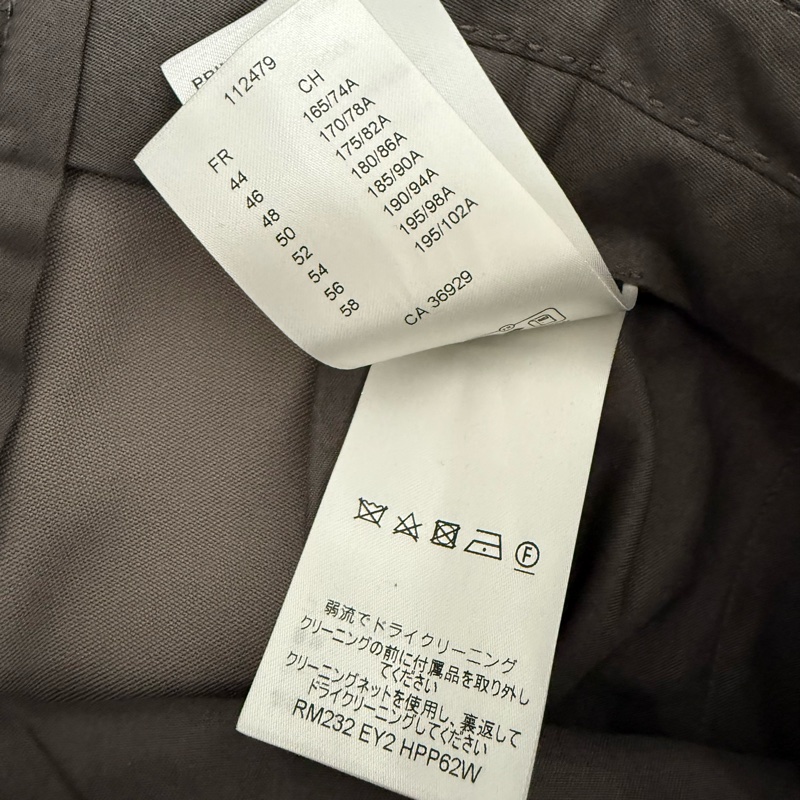 112479
FR
44
46
48
50
52
54
56
58
CH
165/74A
170/78A
175/82A
180/86A
185/90A
190/94A
195/98A
195/102A
CA 36929
F
弱流でドライクリーニング
クリーニングの前に付属品を取り外し
てください
クリーニングネットを使用し、裏返して
ドライクリーニングしてください
RM232 EY2 HPP62W